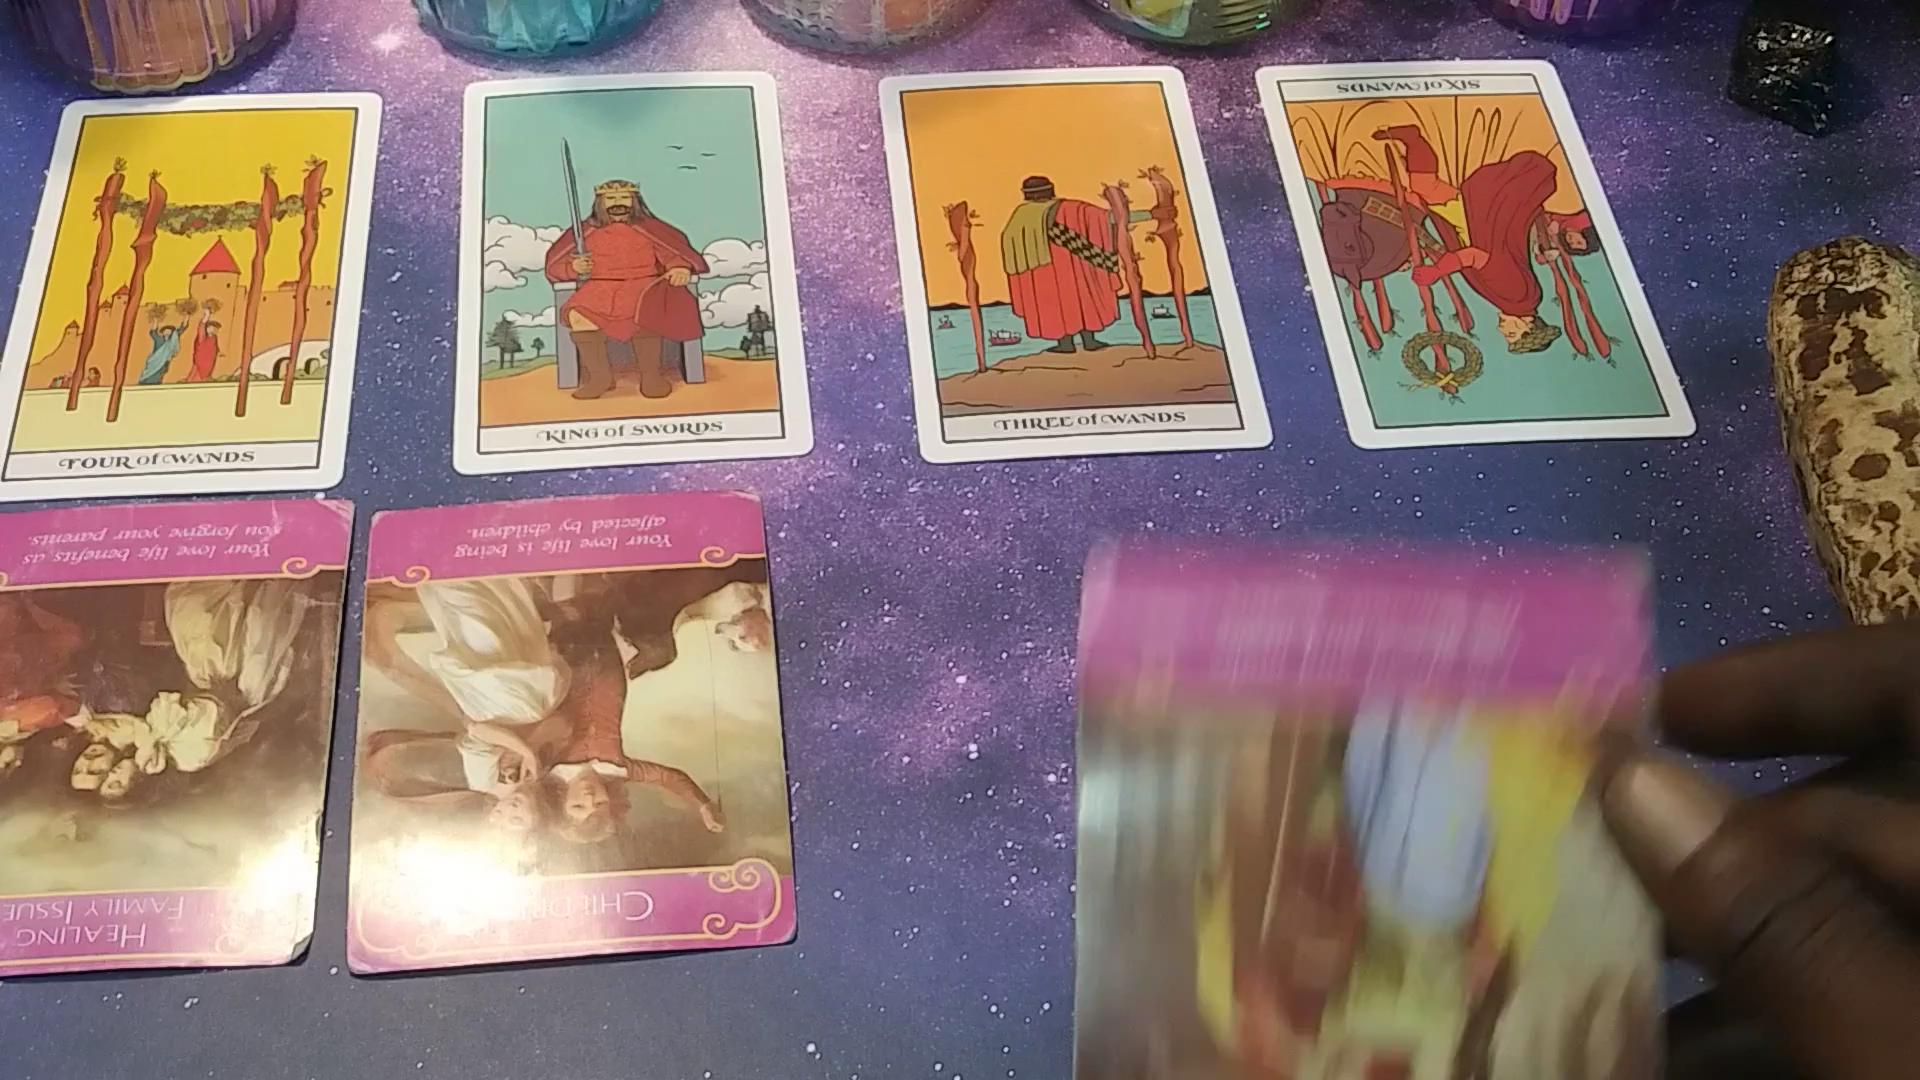 SIX of WANDS
FOUR of WANDS
KING of SWORDS
THREE of WANDS
Your love life benefits as
you forgive your parents.
HEALING
FAMILY ISSUE
Your love life is being
affected by children.